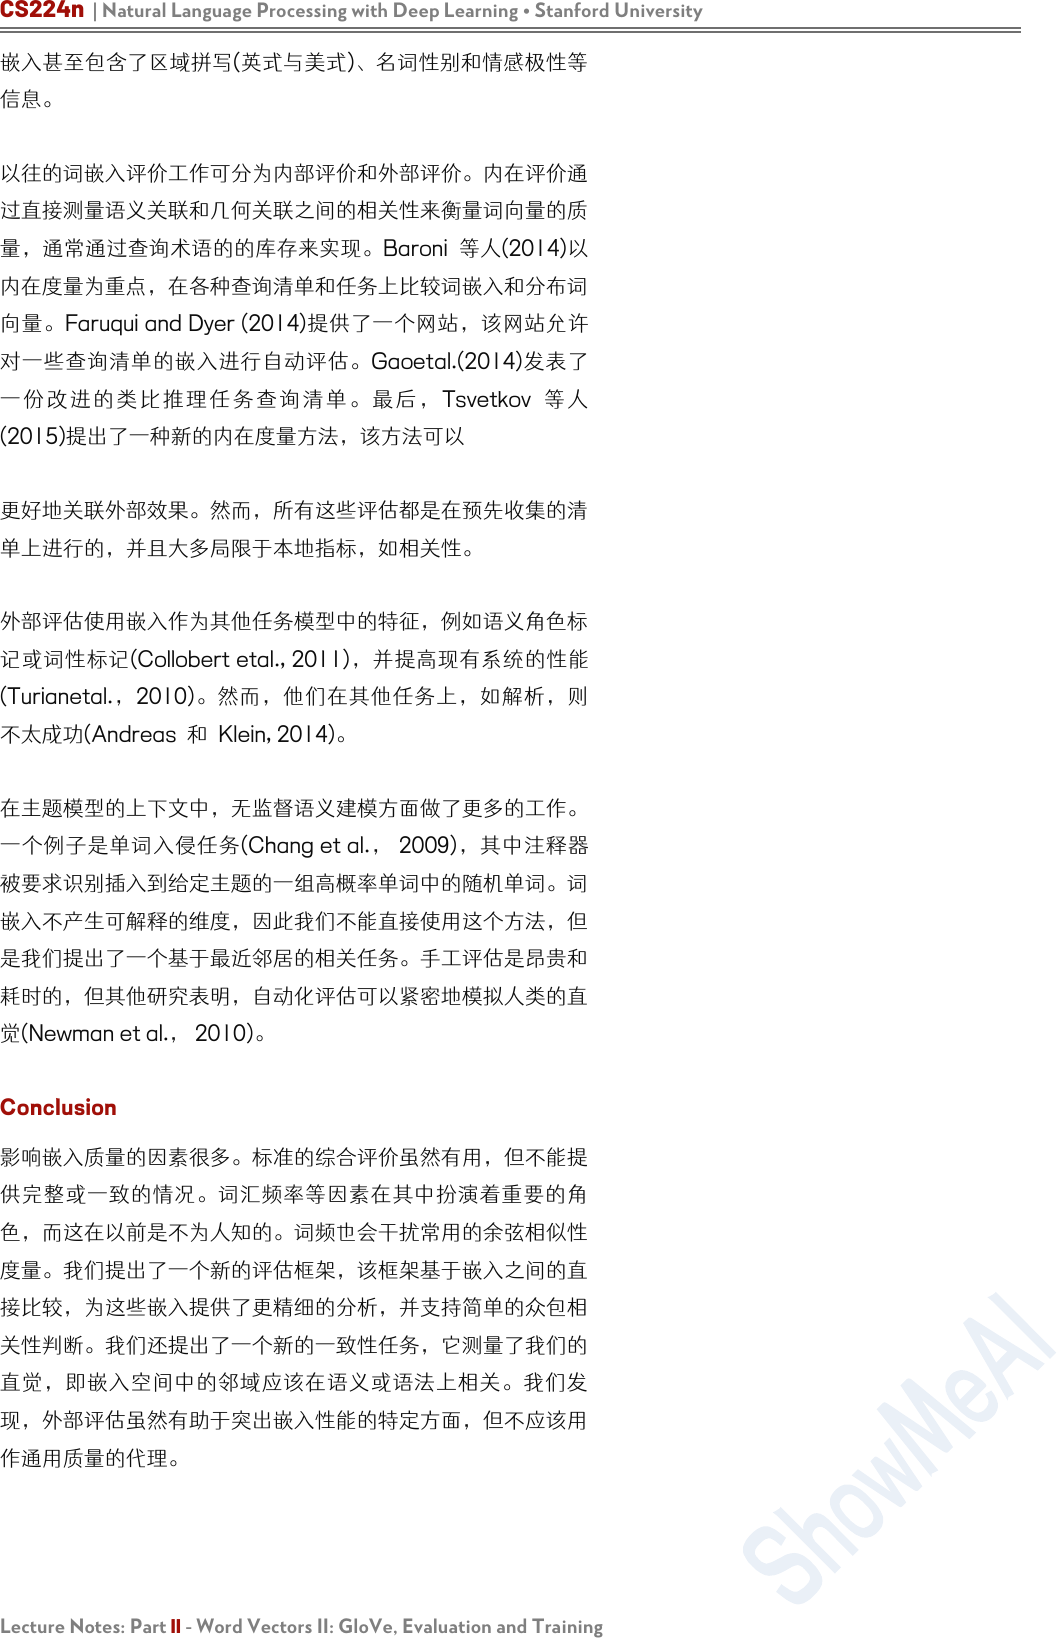 CS224n | Natural Language Processing with Deep Learning • Stanford University
嵌入甚至包含了区域拼写(英式与美式)、名词性别和情感极性等
信息。
以往的词嵌入评价工作可分为内部评价和外部评价。内在评价通
过直接测量语义关联和几何关联之间的相关性来衡量词向量的质
量，通常通过查询术语的的库存来实现。Baroni 等人(2014)以
内在度量为重点，在各种查询清单和任务上比较词嵌入和分布词
向量。Faruqui and Dyer (2014)提供了一个网站，该网站允许
对一些查询清单的嵌入进行自动评估。Gaoetal.(2014)发表了
一份改进的类比推理任务查询清单。最后，Tsvetkov 等人
(2015)提出了一种新的内在度量方法，该方法可以
更好地关联外部效果。然而，所有这些评估都是在预先收集的清
单上进行的，并且大多局限于本地指标，如相关性。
外部评估使用嵌入作为其他任务模型中的特征，例如语义角色标
记或词性标记(Collobert etal., 2011)，并提高现有系统的性能
(Turianetal.，2010)。然而，他们在其他任务上，如解析，则
不太成功(Andreas 和 Klein, 2014)。
在主题模型的上下文中，无监督语义建模方面做了更多的工作。
一个例子是单词入侵任务(Chang et al.， 2009)，其中注释器
被要求识别插入到给定主题的一组高概率单词中的随机单词。词
嵌入不产生可解释的维度，因此我们不能直接使用这个方法，但
是我们提出了一个基于最近邻居的相关任务。手工评估是昂贵和
耗时的，但其他研究表明，自动化评估可以紧密地模拟人类的直
觉(Newman et al.， 2010)。
Conclusion
影响嵌入质量的因素很多。标准的综合评价虽然有用，但不能提
供完整或一致的情况。词汇频率等因素在其中扮演着重要的角
色，而这在以前是不为人知的。词频也会干扰常用的余弦相似性
度量。我们提出了一个新的评估框架，该框架基于嵌入之间的直
接比较，为这些嵌入提供了更精细的分析，并支持简单的众包相
关性判断。我们还提出了一个新的一致性任务，它测量了我们的
直觉，即嵌入空间中的邻域应该在语义或语法上相关。我们发
现，外部评估虽然有助于突出嵌入性能的特定方面，但不应该用
作通用质量的代理。
ShowMeAI
Lecture Notes: Part II - Word Vectors II: GloVe, Evaluation and Training